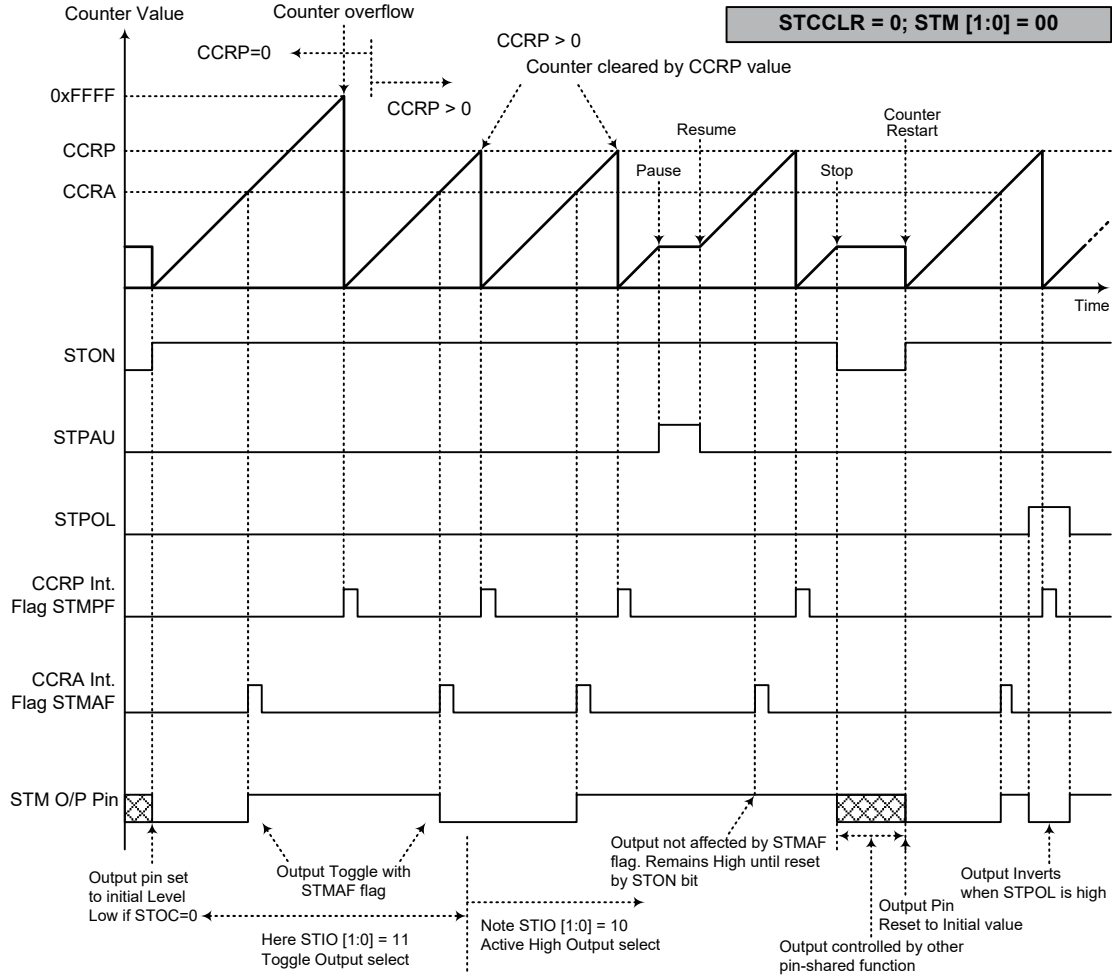 Counter Value
Counter overflow
STCCLR = 0; STM [1:0] = 00
CCRP=0
CCRP > 0
CCRP > 0
Counter cleared by CCRP value
0xFFFF
CCRP
CCRA
Pause
Resume
Stop
Counter
Restart
Time
STON
STPAU
STPOL
CCRP Int.
Flag STMPF
CCRA Int.
Flag STMAF
STM O/P Pin
Output pin set
to initial Level
Low if STOC=0
Output Toggle with
STMAF flag
Here STIO [1:0] = 11
Toggle Output select
Note STIO [1:0] = 10
Active High Output select
Output not affected by STMAF
flag. Remains High until reset
by STON bit
Output Pin
Reset to Initial value
Output controlled by other
pin-shared function
Output Inverts
when STPOL is high